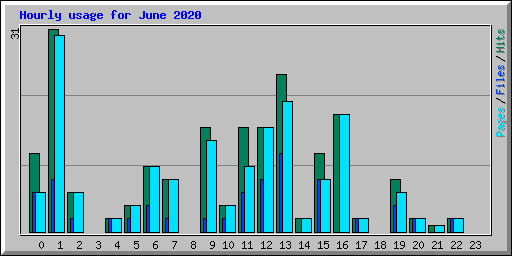 Hourly usage for June 2020
31
Pages / Files / Hits
0 1 2 3 4 5 6 7 8 9 10 11 12 13 14 15 16 17 18 19 20 21 22 23